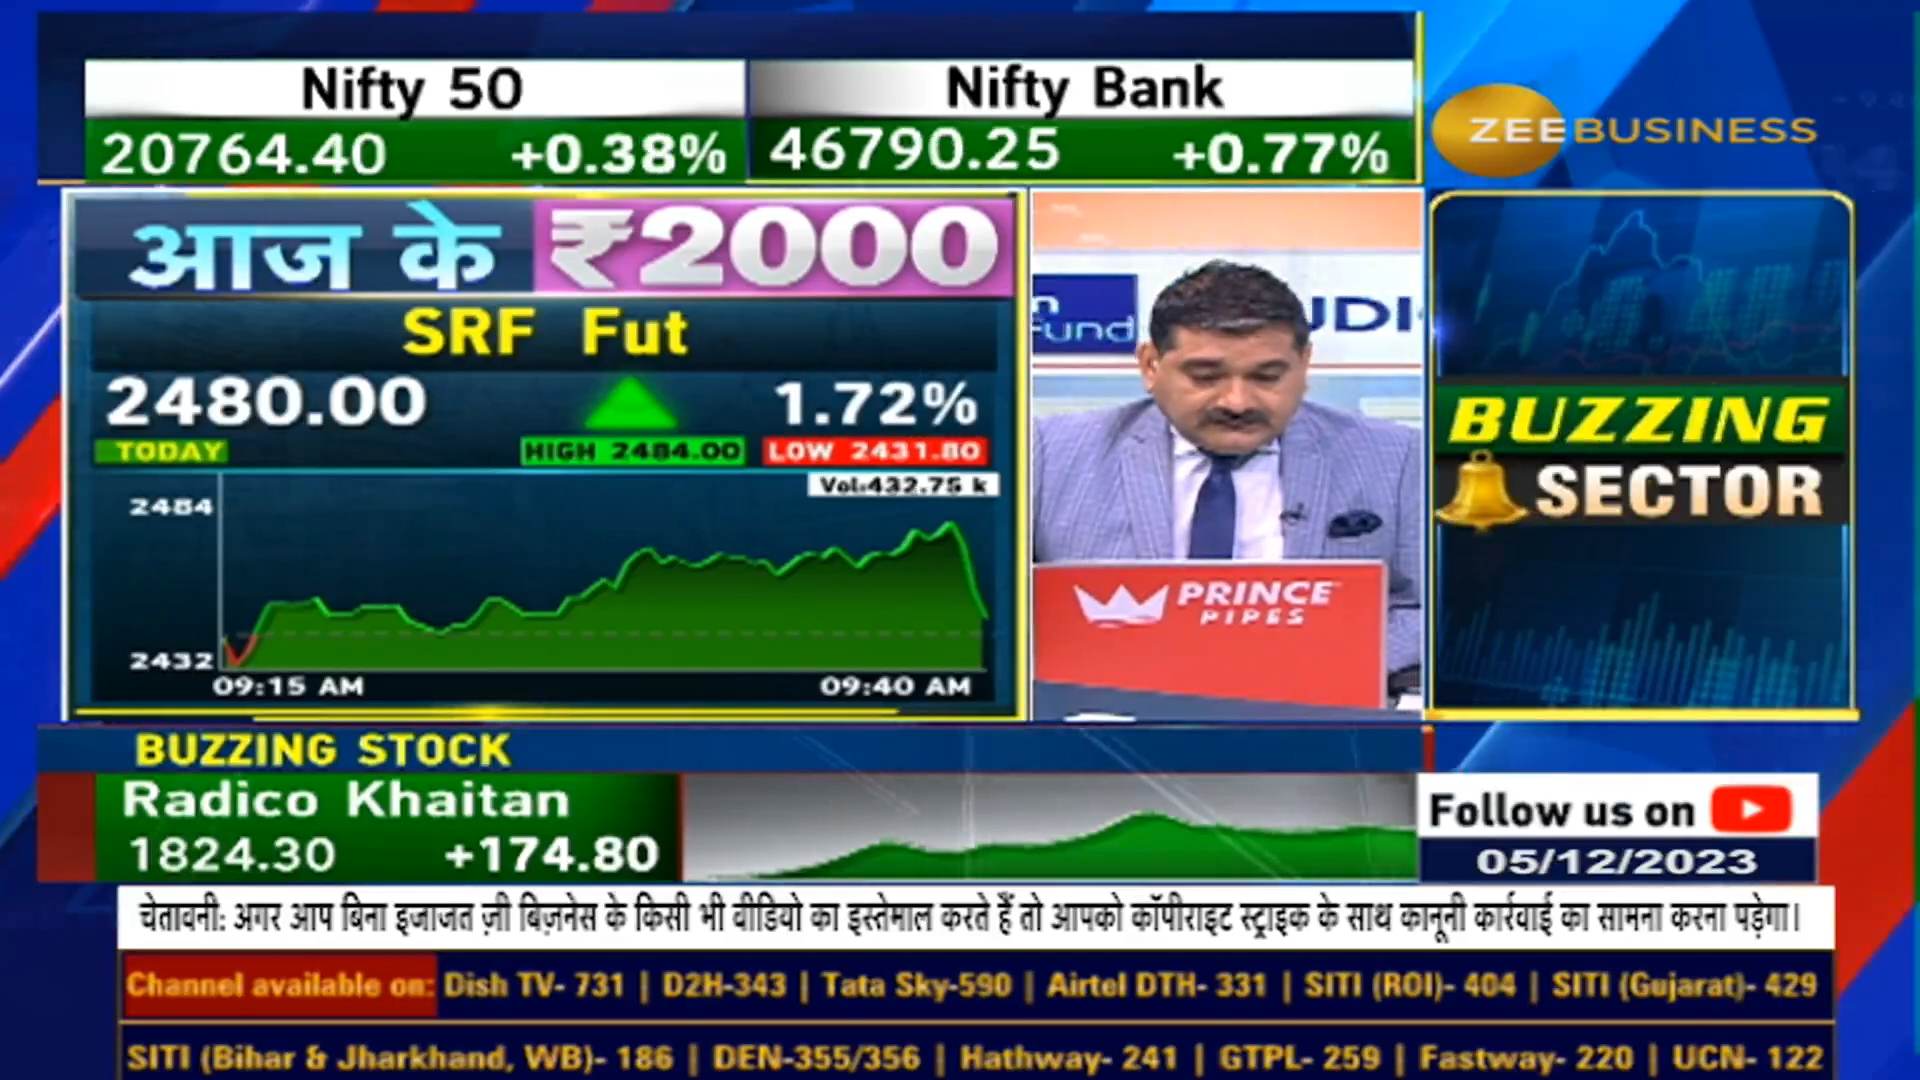 Nifty 50
20764.40 +0.38%
Nifty Bank
46790.25 +0.77%
ZEEBUSINESS
आज के ₹2000
SRF Fut
2480.00 1.72%
TODAY HIGH 2484.00 LOW 2431.80
Vol:432.75 k
2484
2432
09:15 AM 09:40 AM
Fund
PRINCE
PIPES
BUZZING
SECTOR
BUZZING STOCK
Radico Khaitan
1824.30 +174.80
Follow us on
05/12/2023
चेतावनी: अगर आप बिना इजाजत ज़ी बिज़नेस के किसी भी वीडियो का इस्तेमाल करते हैं तो आपको कॉपीराइट स्ट्राइक के साथ कानूनी कार्रवाई का सामना करना पड़ेगा।
Channel available on: Dish TV- 731 | D2H-343 | Tata Sky-590 | Airtel DTH- 331 | SITI (ROI)- 404 | SITI (Gujarat)- 429
SITI (Bihar & Jharkhand, WB)- 186 | DEN-355/356 | Hathway- 241 | GTPL- 259 | Fastway- 220 | UCN- 122